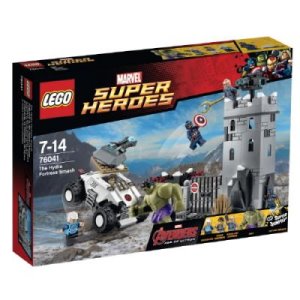 LEGO
MARVEL
SUPER HEROES
7-14
76041
The Hydra
Fortress Smash
AVENGERS
AGE OF ULTRON